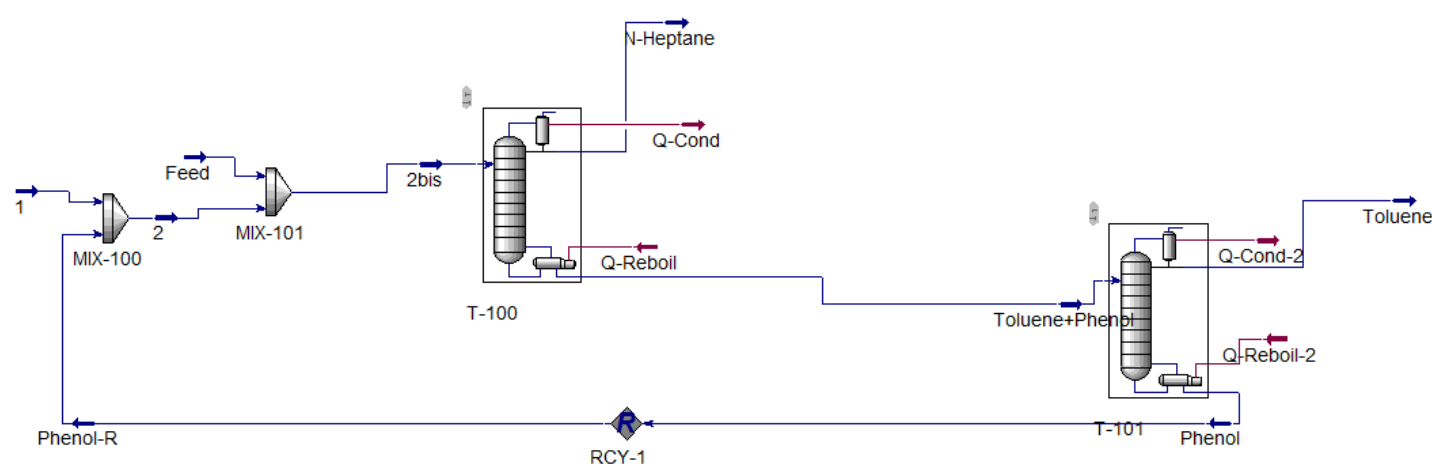 N-Heptane
Q-Cond
Feed
2bis
1
2
MIX-101
MIX-100
Q-Reboil
T-100
Toluene
Q-Cond-2
Toluene+Phenol
Q-Reboil-2
T-101
Phenol
Phenol-R
R
RCY-1